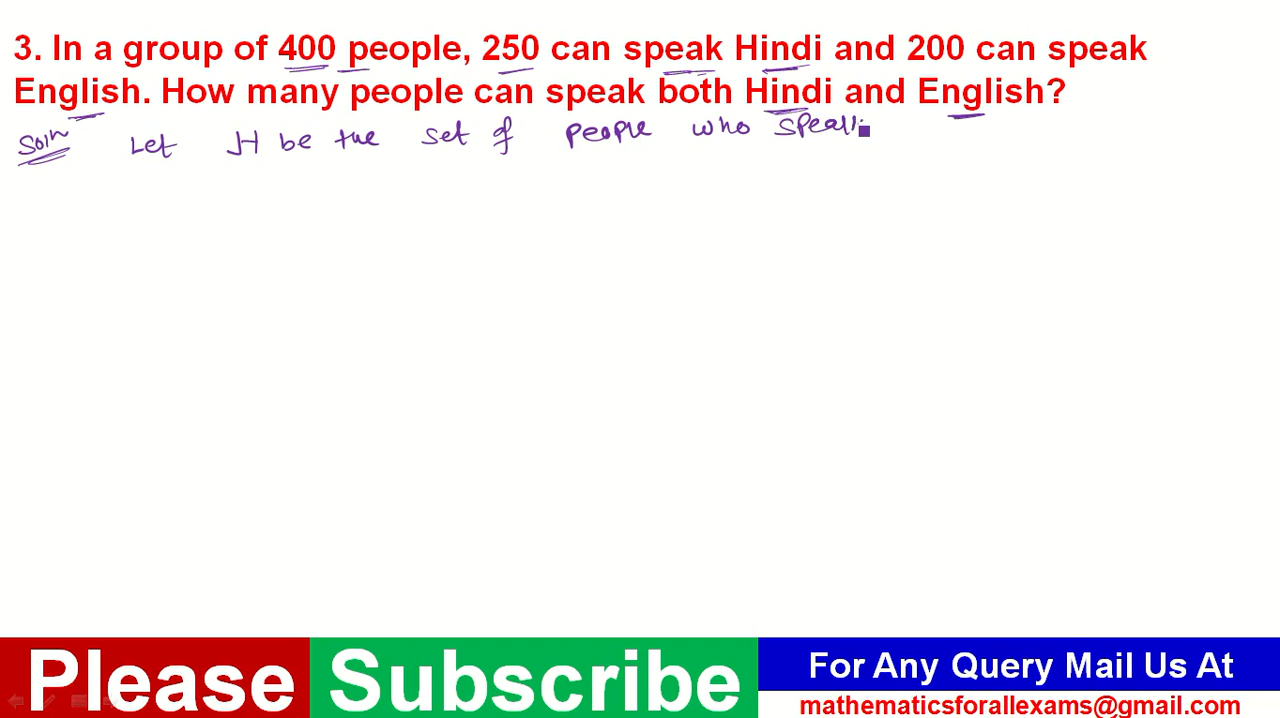 3. In a group of 400 people, 250 can speak Hindi and 200 can speak
English. How many people can speak both Hindi and English?
Soln Let H be the set of people who speak
Please Subscribe For Any Query Mail Us At
mathematicsforallexams@gmail.com